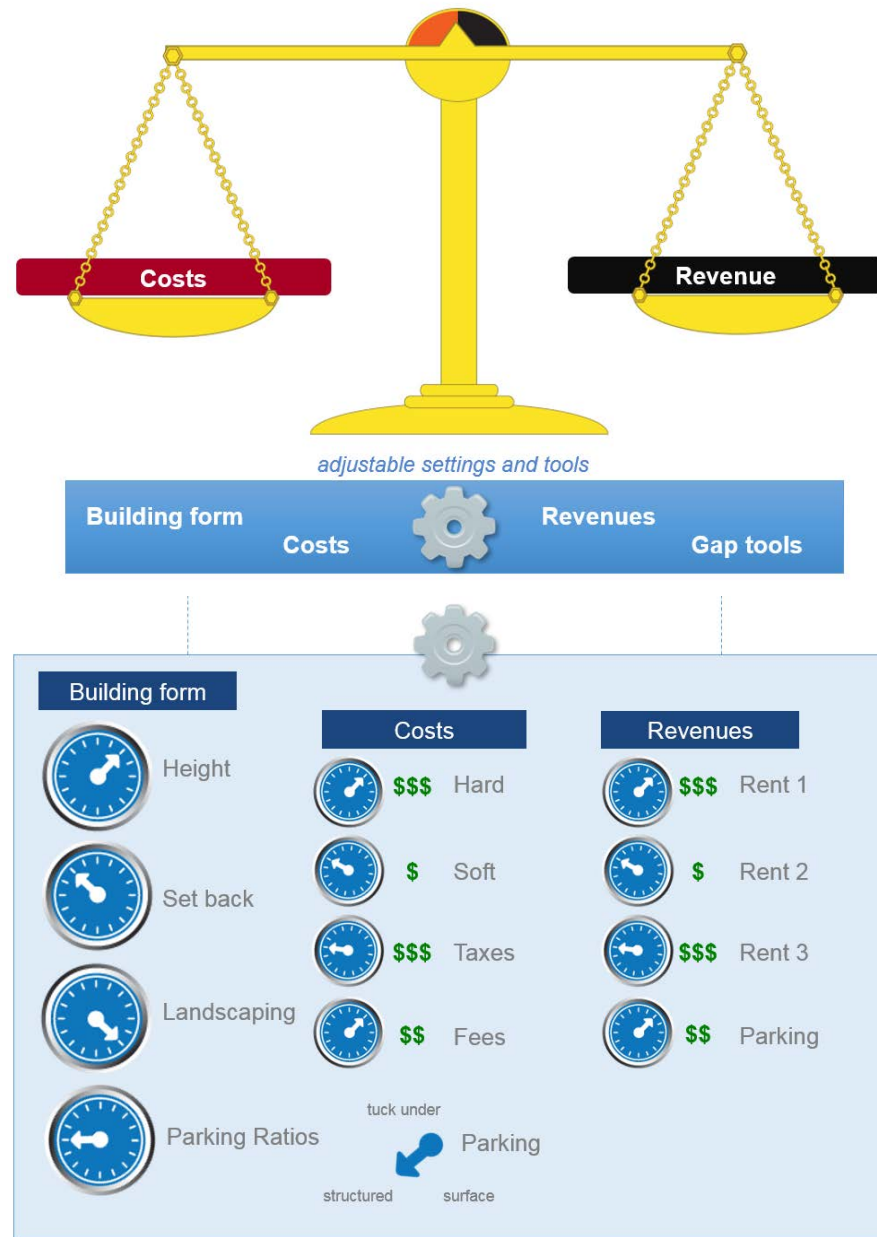 Costs
Revenue
adjustable settings and tools
Building form
Revenues
Costs
Gap tools
Building form
Height
Set back
Landscaping
Parking Ratios
Costs
$$$ Hard
$ Soft
$$$ Taxes
$$ Fees
tuck under
Parking
structured surface
Revenues
$$$ Rent 1
$ Rent 2
$$$ Rent 3
$$ Parking